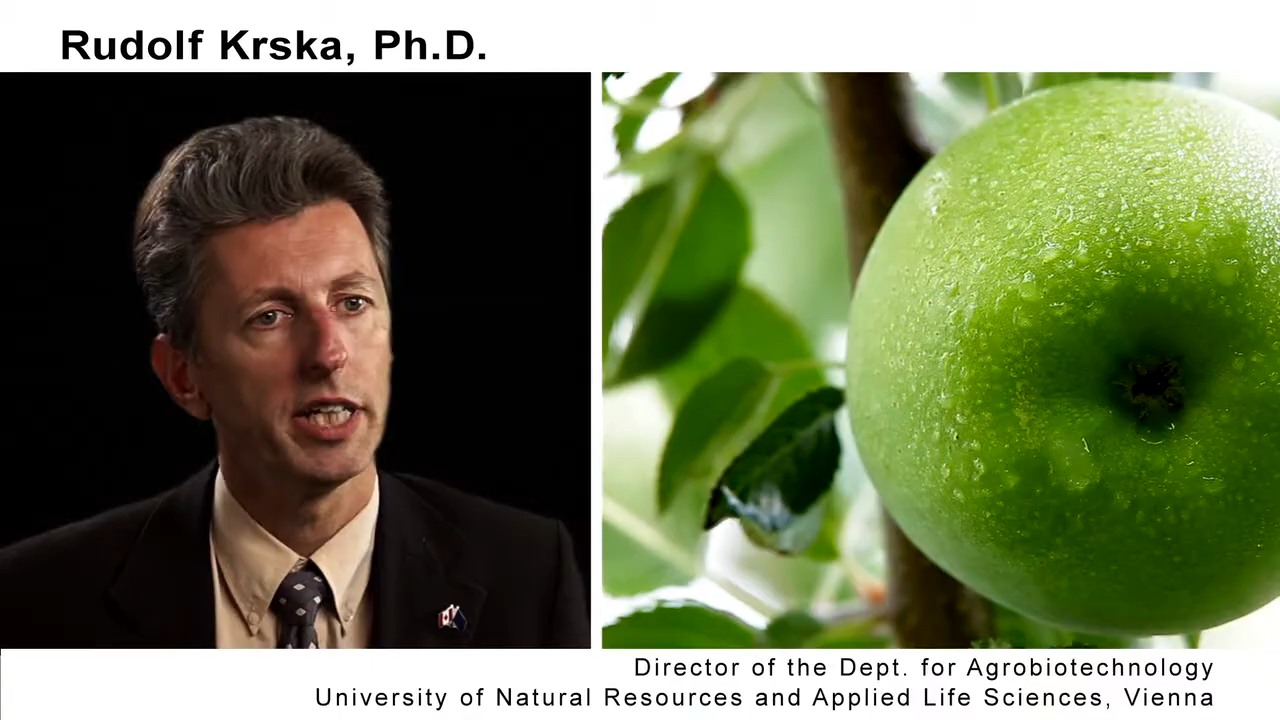 Rudolf Krska, Ph.D.
Director of the Dept. for Agrobiotechnology
University of Natural Resources and Applied Life Sciences, Vienna